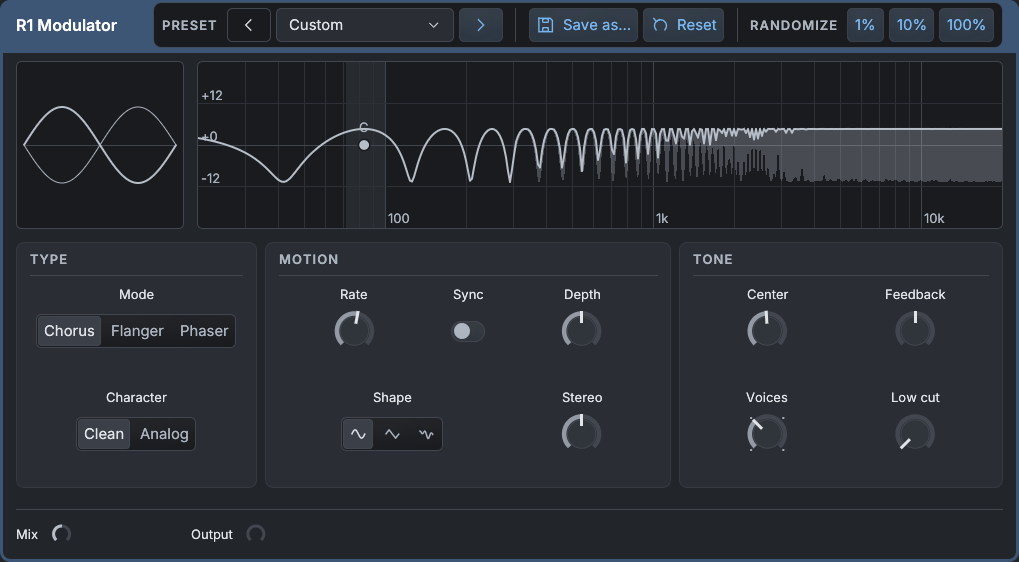 R1 Modulator
PRESET
Custom
Save as...
Reset
RANDOMIZE
1%
10%
100%
+12
+0
-12
C
100
1k
10k
TYPE
Mode
Chorus Flanger Phaser
Character
Clean Analog
MOTION
Rate
Sync
Depth
Shape
Stereo
TONE
Center
Feedback
Voices
Low cut
Mix
Output